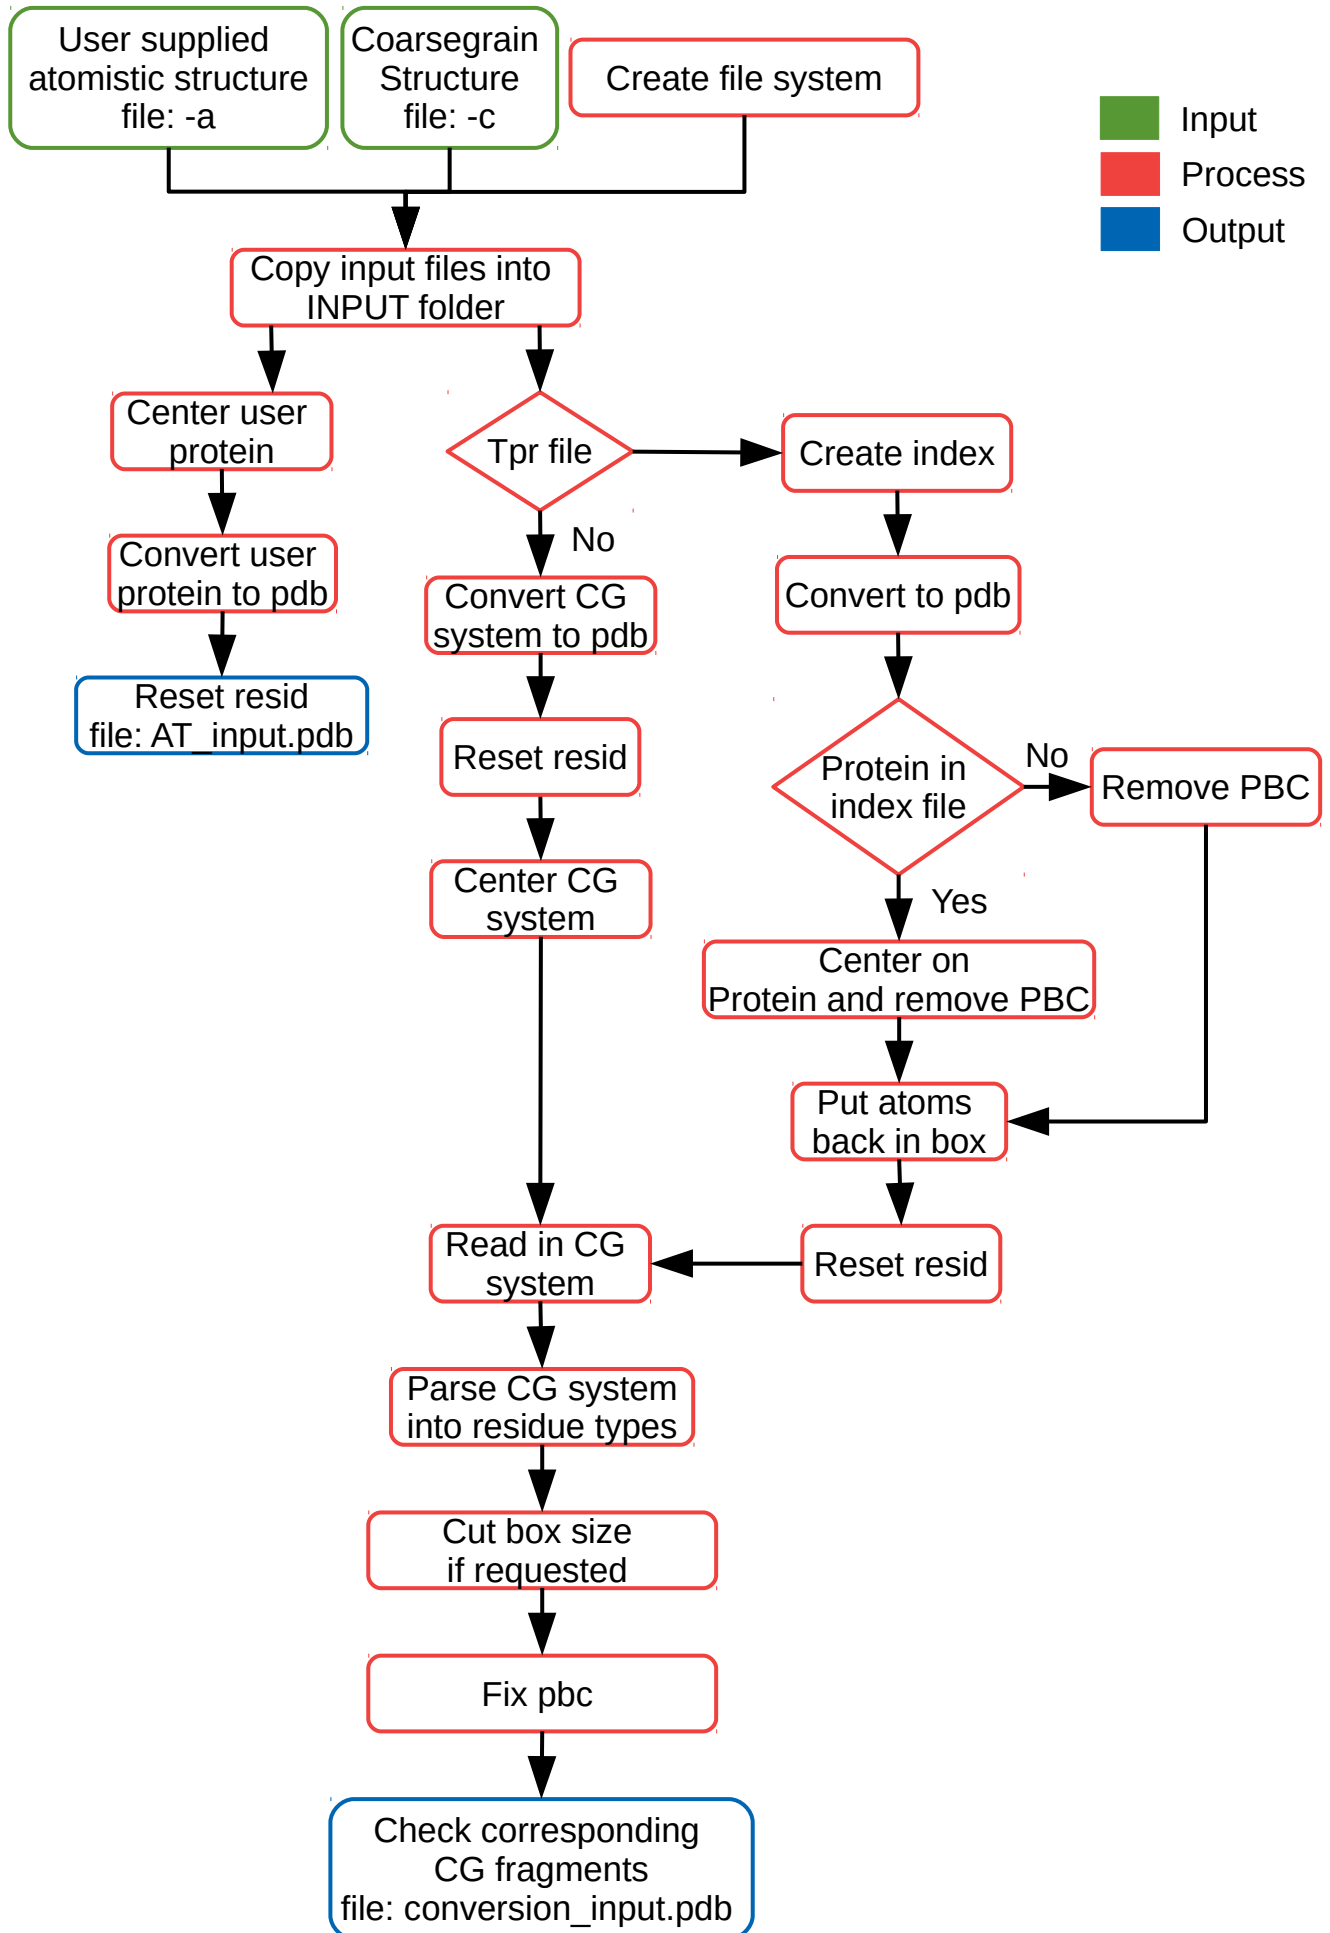 User supplied
atomistic structure
file: -a
Coarsegrain
Structure
file: -c
Create file system
Input
Process
Output
Copy input files into
INPUT folder
Center user
protein
Tpr file
Create index
Convert user
protein to pdb
No
Convert CG
system to pdb
Convert to pdb
Reset resid
file: AT_input.pdb
Reset resid
Protein in
index file
No
Remove PBC
Center CG
system
Yes
Center on
Protein and remove PBC
Put atoms
back in box
Read in CG
system
Reset resid
Parse CG system
into residue types
Cut box size
if requested
Fix pbc
Check corresponding
CG fragments
file: conversion_input.pdb